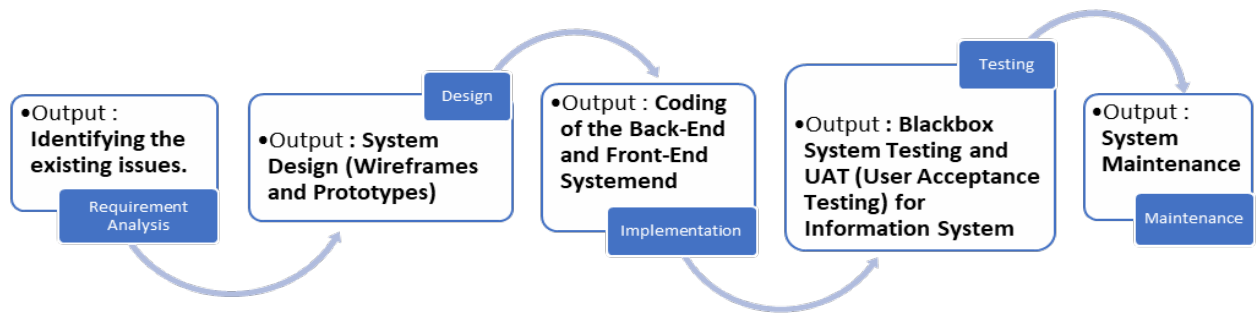 •Output :
Identifying the
existing issues.
Requirement
Analysis
Design
•Output : System
Design (Wireframes
and Prototypes)
•Output : Coding
of the Back-End
and Front-End
Systemend
Implementation
Testing
•Output : Blackbox
System Testing and
UAT (User Acceptance
Testing) for
Information System
•Output :
System
Maintenance
Maintenance